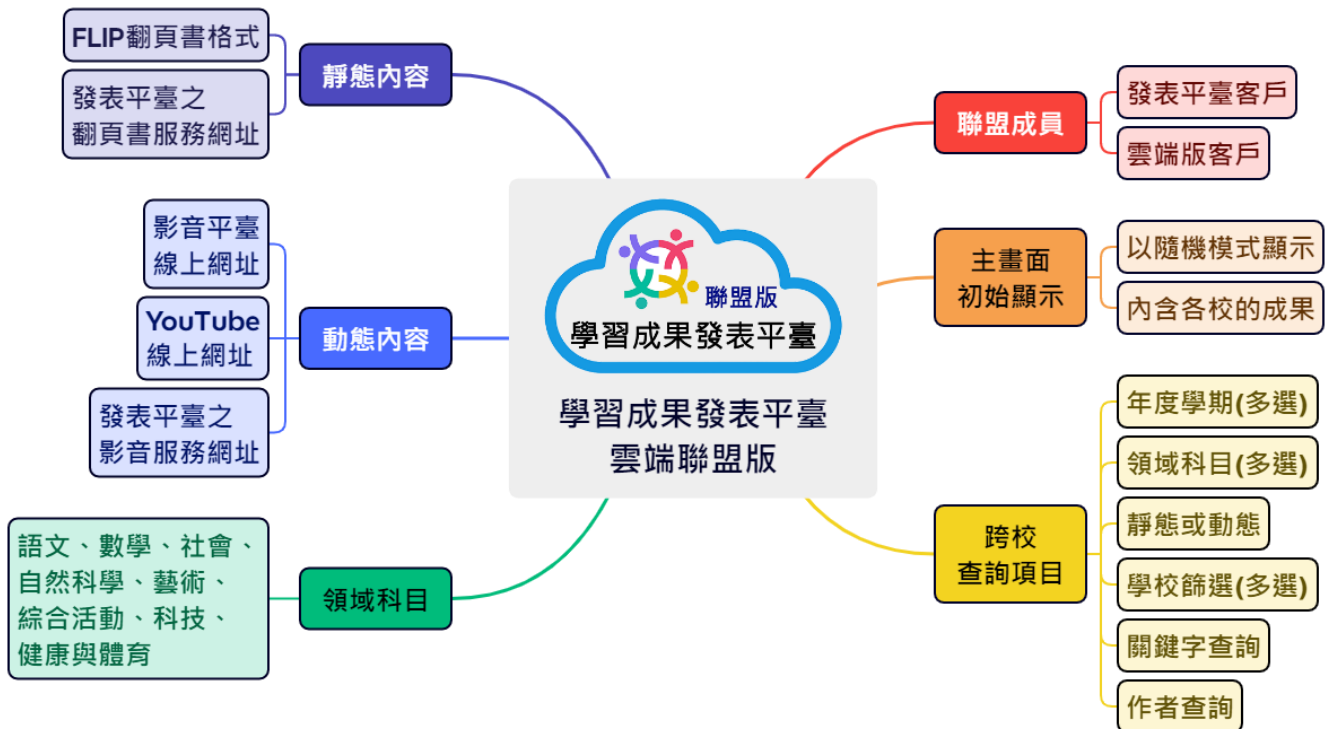 FLIP翻頁書格式
發表平臺之
翻頁書服務網址
靜態內容
影音平臺
線上網址
YouTube
線上網址
發表平臺之
影音服務網址
動態內容
語文、數學、社會、
自然科學、藝術、
綜合活動、科技、
健康與體育
領域科目
聯盟版
學習成果發表平臺
學習成果發表平臺
雲端聯盟版
聯盟成員
發表平臺客戶
雲端版客戶
主畫面
初始顯示
以隨機模式顯示
內含各校的成果
跨校
查詢項目
年度學期(多選)
領域科目(多選)
靜態或動態
學校篩選(多選)
關鍵字查詢
作者查詢